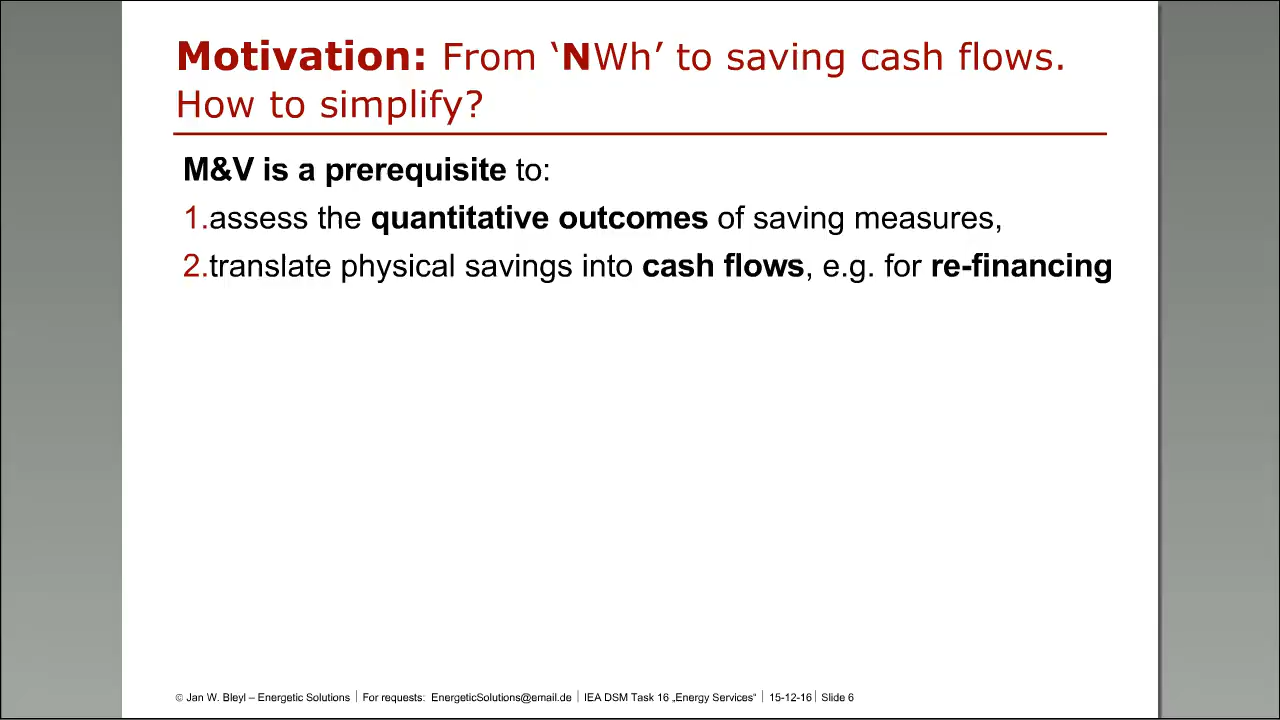 Motivation: From ‘NWh’ to saving cash flows.
How to simplify?
M&V is a prerequisite to:
1.assess the quantitative outcomes of saving measures,
2.translate physical savings into cash flows, e.g. for re-financing
© Jan W. Bleyl – Energetic Solutions | For requests: EnergeticSolutions@email.de | IEA DSM Task 16 „Energy Services“ | 15-12-16 | Slide 6